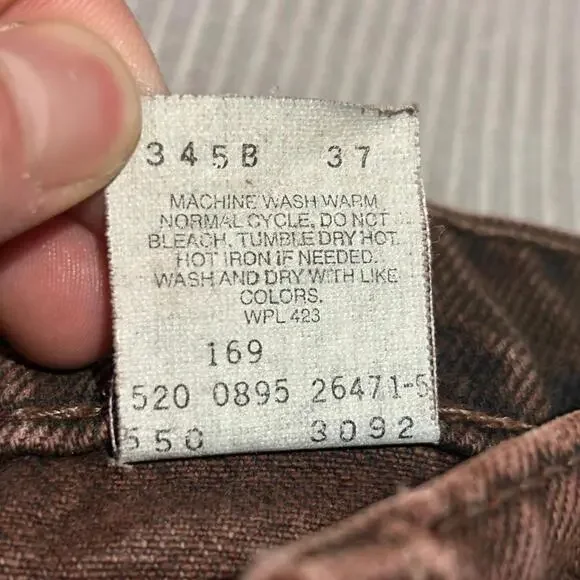 345B 37
MACHINE WASH WARM
NORMAL CYCLE, DO NOT
BLEACH. TUMBLE DRY HOT.
HOT IRON IF NEEDED.
WASH AND DRY WITH LIKE
COLORS.
WPL 423
169
520 0895 26471-5
550 3092